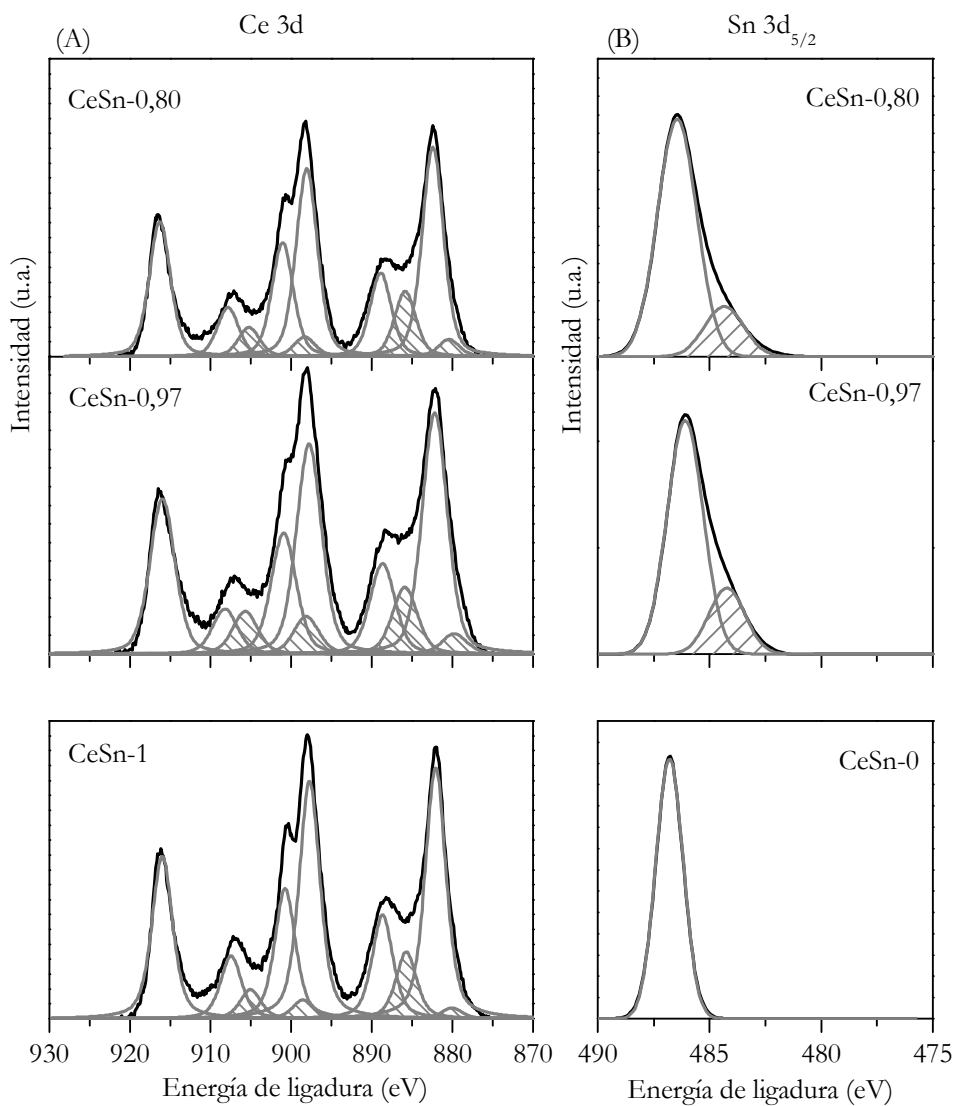 (A) Ce 3d
(B) Sn 3d5/2
Intensidad (u.a.)
CeSn-0,80
CeSn-0,97
CeSn-1
930 920 910 900 890 880 870
Energía de ligadura (eV)
Intensidad (u.a.)
CeSn-0,80
CeSn-0,97
CeSn-0
490 485 480 475
Energía de ligadura (eV)